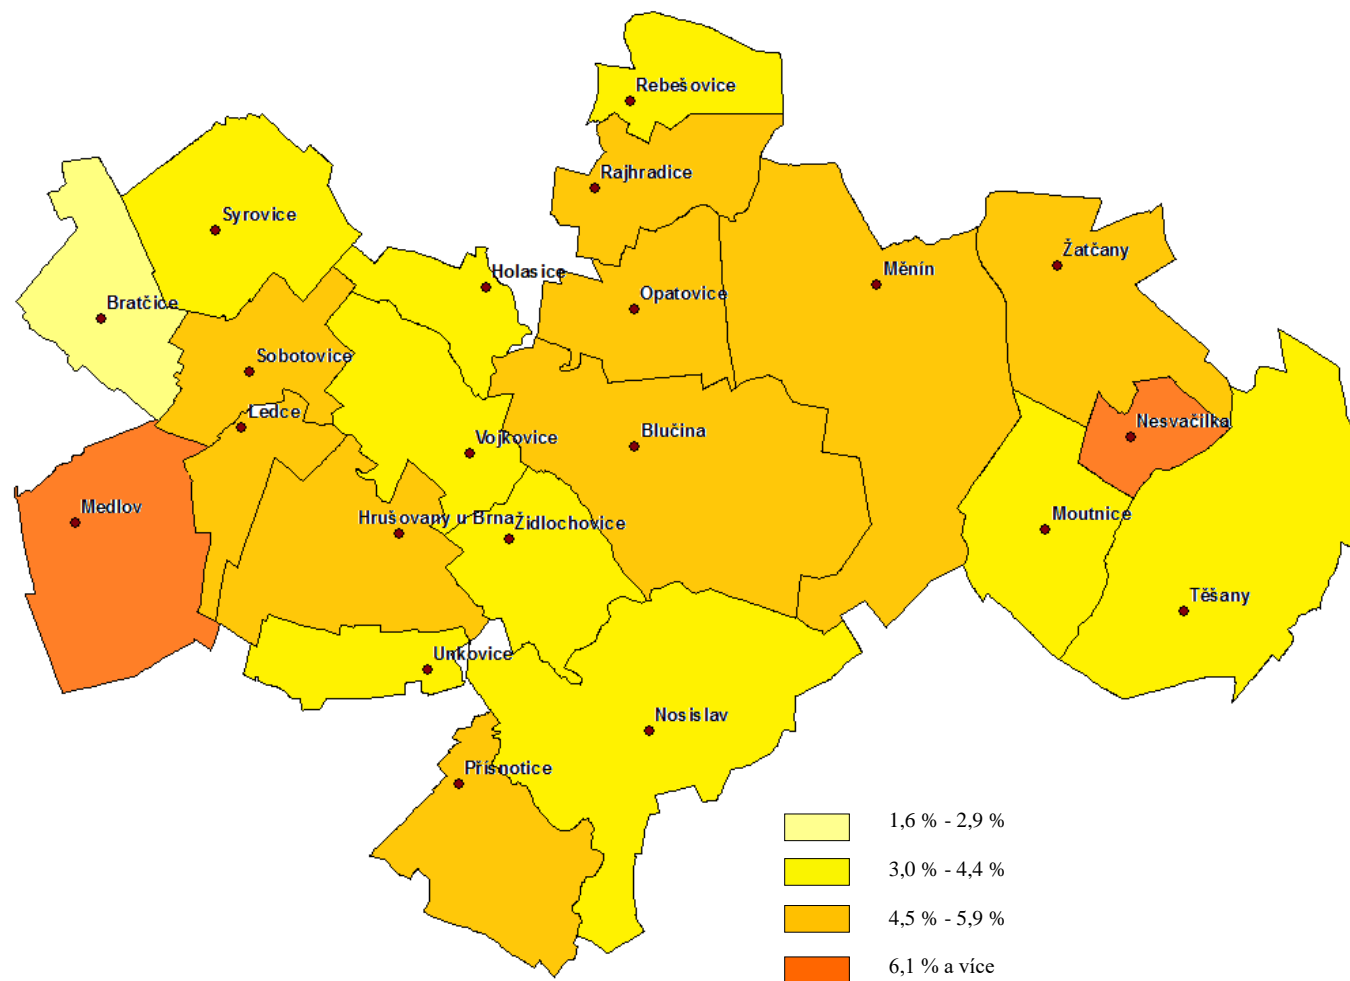 Rebešovice
Rajhradice
Syrovice
Žatčany
Holasice
Měnín
Bratčice
Opatovice
Sobotovice
Ledce
Nesvačilka
Vojkovice
Blučina
Medlov
Hrušovany u Brna
Židlochovice
Moutnice
Těšany
Unkovice
Nosislav
Přísnotice
1,6 % - 2,9 %
3,0 % - 4,4 %
4,5 % - 5,9 %
6,1 % a více